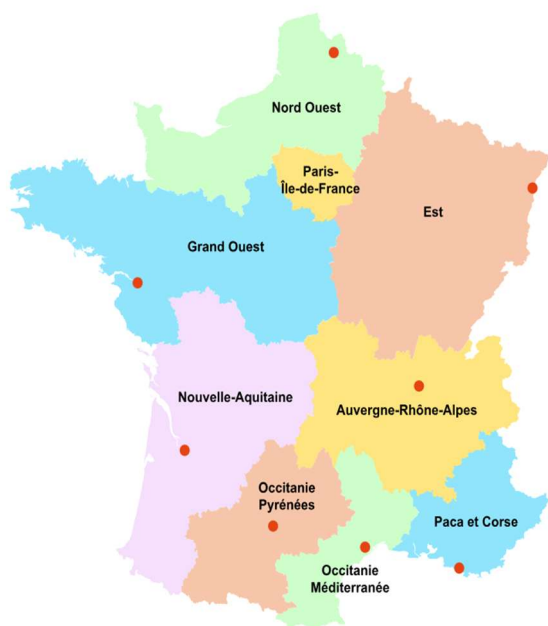 Nord Ouest
Paris-
Île-de-France
Est
Grand Ouest
Nouvelle-Aquitaine
Auvergne-Rhône-Alpes
Occitanie
Pyrénées
Paca et Corse
Occitanie
Méditerranée